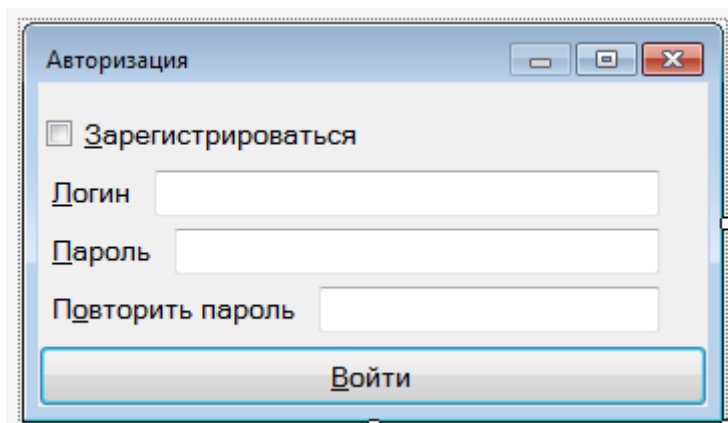 Авторизация
Зарегистрироваться
Логин
Пароль
Повторить пароль
Войти